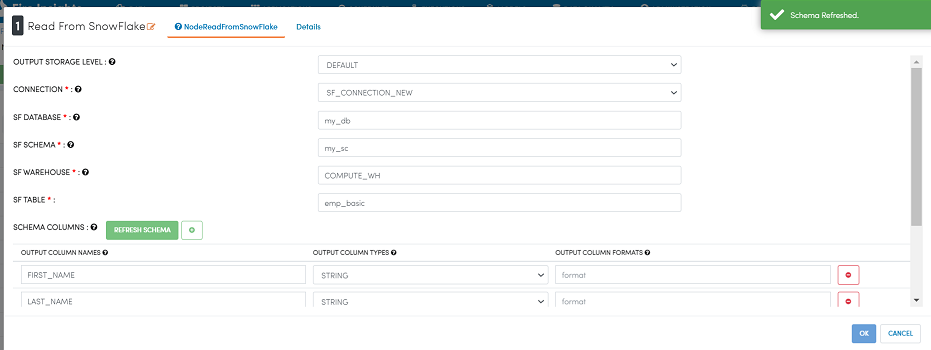 Schema Refreshed.
1 Read From SnowFlake
NodeReadFromSnowFlake
Details
OUTPUT STORAGE LEVEL :
DEFAULT
CONNECTION * :
SF_CONNECTION_NEW
SF DATABASE * :
my_db
SF SCHEMA * :
my_sc
SF WAREHOUSE * :
COMPUTE_WH
SF TABLE * :
emp_basic
SCHEMA COLUMNS :
REFRESH SCHEMA
OUTPUT COLUMN NAMES
OUTPUT COLUMN TYPES
OUTPUT COLUMN FORMATS
FIRST_NAME
STRING
format
LAST_NAME
STRING
format
OK
CANCEL